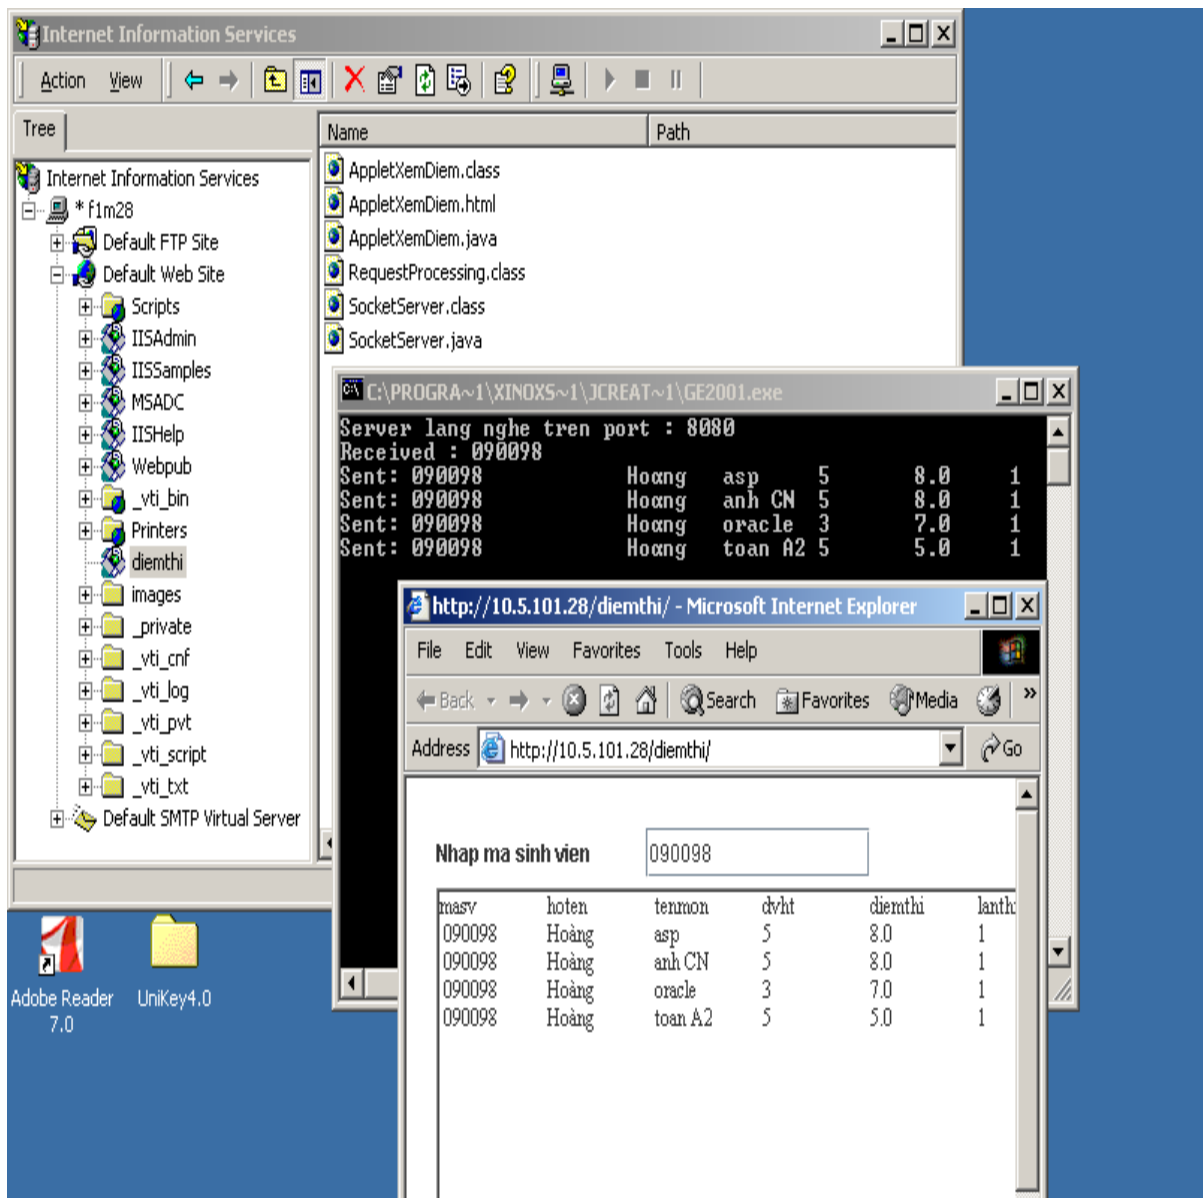 Internet Information Services
Action View
Tree
Name Path
Internet Information Services
* f1m28
Default FTP Site
Default Web Site
Scripts
IISAdmin
IISSamples
MSADC
IISHelp
Webpub
_vti_bin
Printers
diemthi
images
_private
_vti_cnf
_vti_log
_vti_pvt
_vti_script
_vti_txt
Default SMTP Virtual Server
AppletXemDiem.class
AppletXemDiem.html
AppletXemDiem.java
RequestProcessing.class
SocketServer.class
SocketServer.java
C:\PROGRA~1\XINOXS~1\JCREAT~1\GE2001.exe
Server lang nghe tren port : 8080
Received : 090098
Sent: 090098 Hoαng asp 5 8.0 1
Sent: 090098 Hoαng anh CN 5 8.0 1
Sent: 090098 Hoαng oracle 3 7.0 1
Sent: 090098 Hoαng toan A2 5 5.0 1
http://10.5.101.28/diemthi/ - Microsoft Internet Explorer
File Edit View Favorites Tools Help
Back Search Favorites Media »
Address http://10.5.101.28/diemthi/ Go
Nhap ma sinh vien 090098
masv hoten tenmon dvht diemthi lanth
090098 Hoàng asp 5 8.0 1
090098 Hoàng anh CN 5 8.0 1
090098 Hoàng oracle 3 7.0 1
090098 Hoàng toan A2 5 5.0 1
Adobe Reader 7.0
UniKey4.0